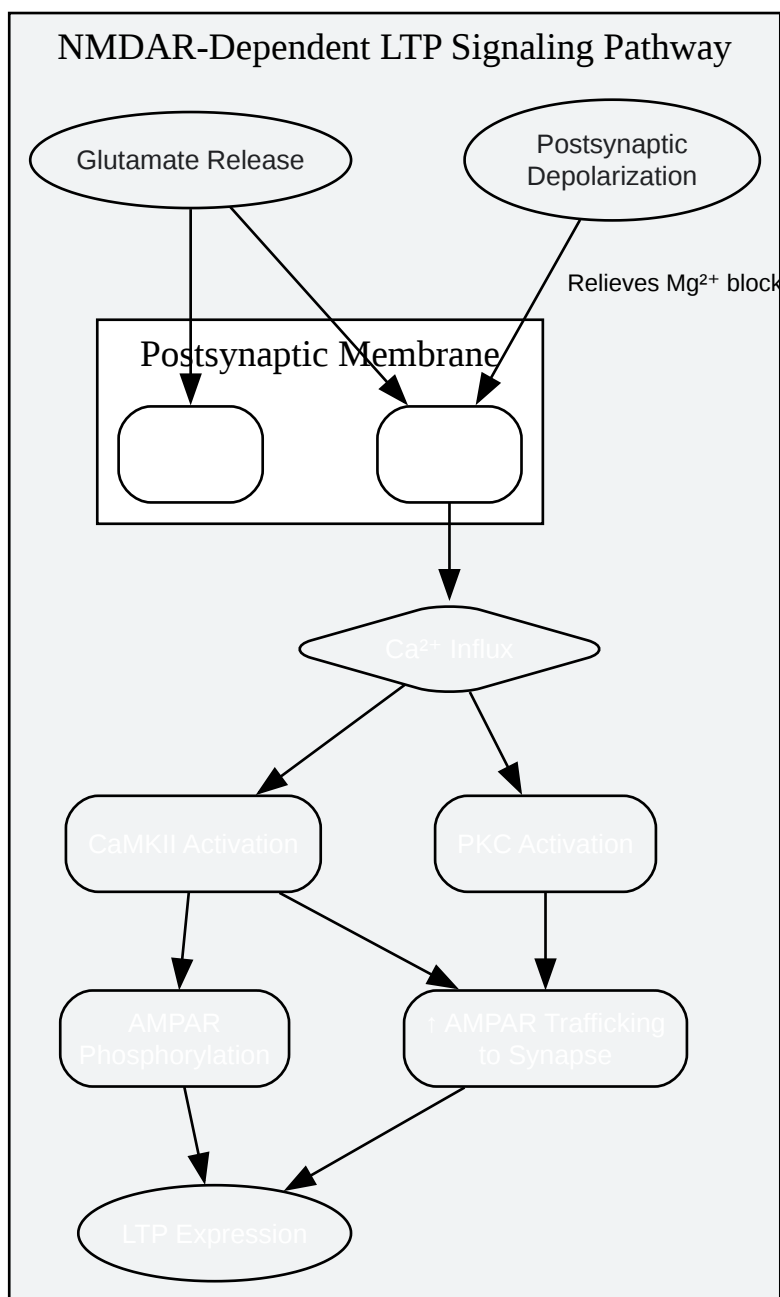 NMDAR-Dependent LTP Signaling Pathway
Glutamate Release
Postsynaptic
Depolarization
Relieves Mg²⁺ block
Postsynaptic Membrane
Ca²⁺ Influx
CaMKII Activation
PKC Activation
AMPAR
Phosphorylation
↑ AMPAR Trafficking
to Synapse
LTP Expression